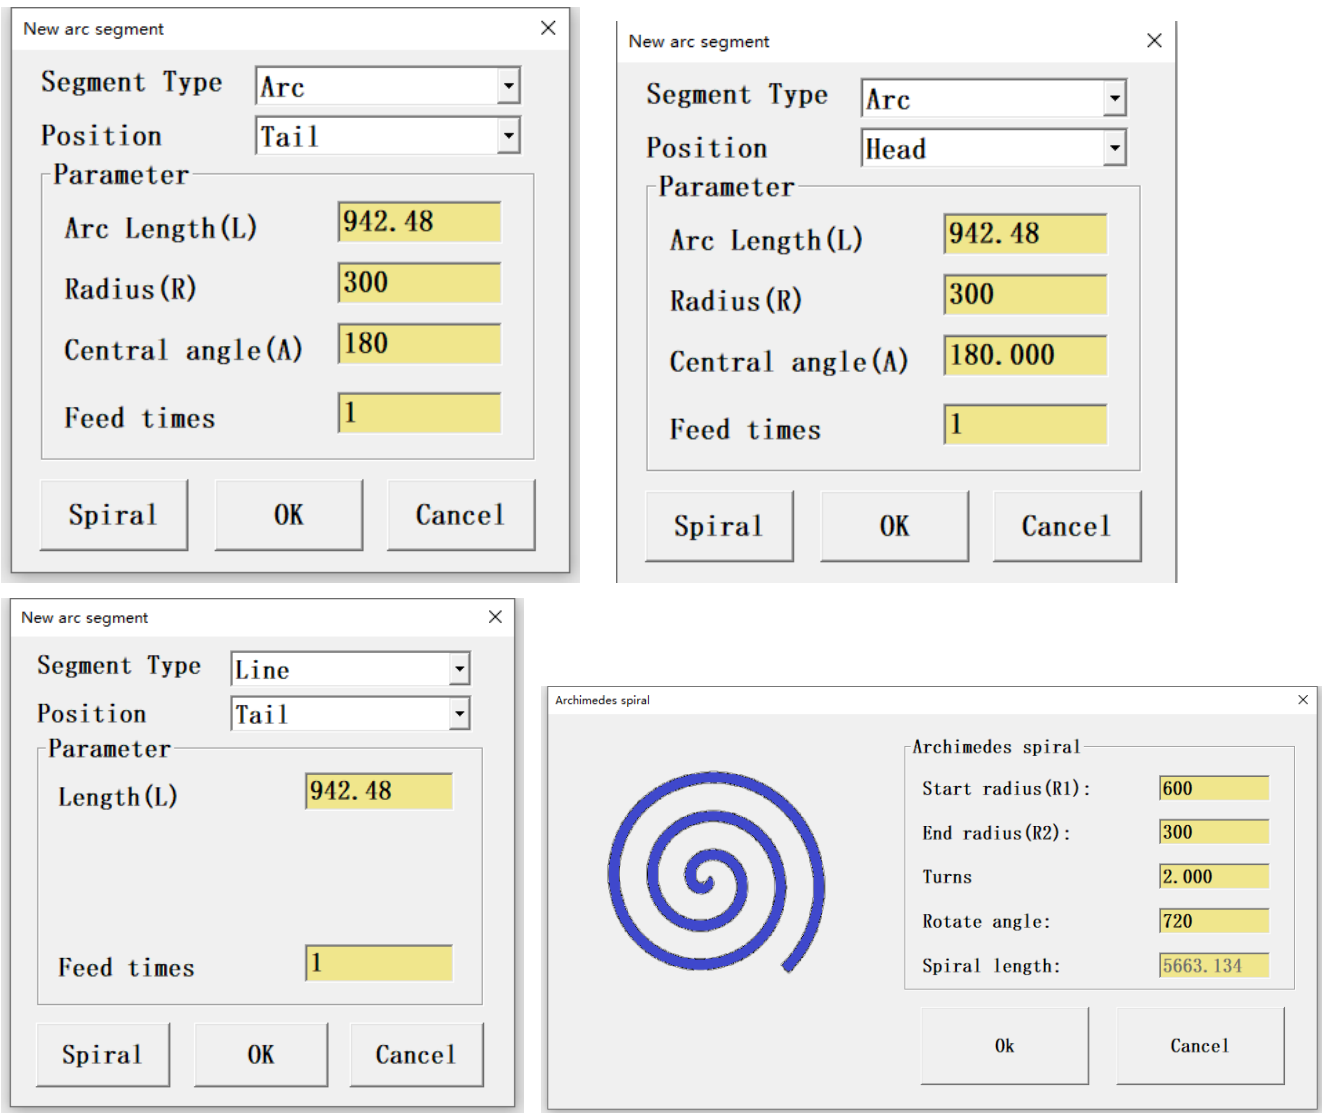 New arc segment
Segment Type Arc
Position Tail
Parameter
Arc Length(L) 942.48
Radius(R) 300
Central angle(A) 180
Feed times 1
Spiral OK Cancel
New arc segment
Segment Type Arc
Position Head
Parameter
Arc Length(L) 942.48
Radius(R) 300
Central angle(A) 180.000
Feed times 1
Spiral OK Cancel
New arc segment
Segment Type Line
Position Tail
Parameter
Length(L) 942.48
Feed times 1
Spiral OK Cancel
Archimedes spiral
Archimedes spiral
Start radius(R1): 600
End radius(R2): 300
Turns 2.000
Rotate angle: 720
Spiral length: 5663.134
Ok Cancel